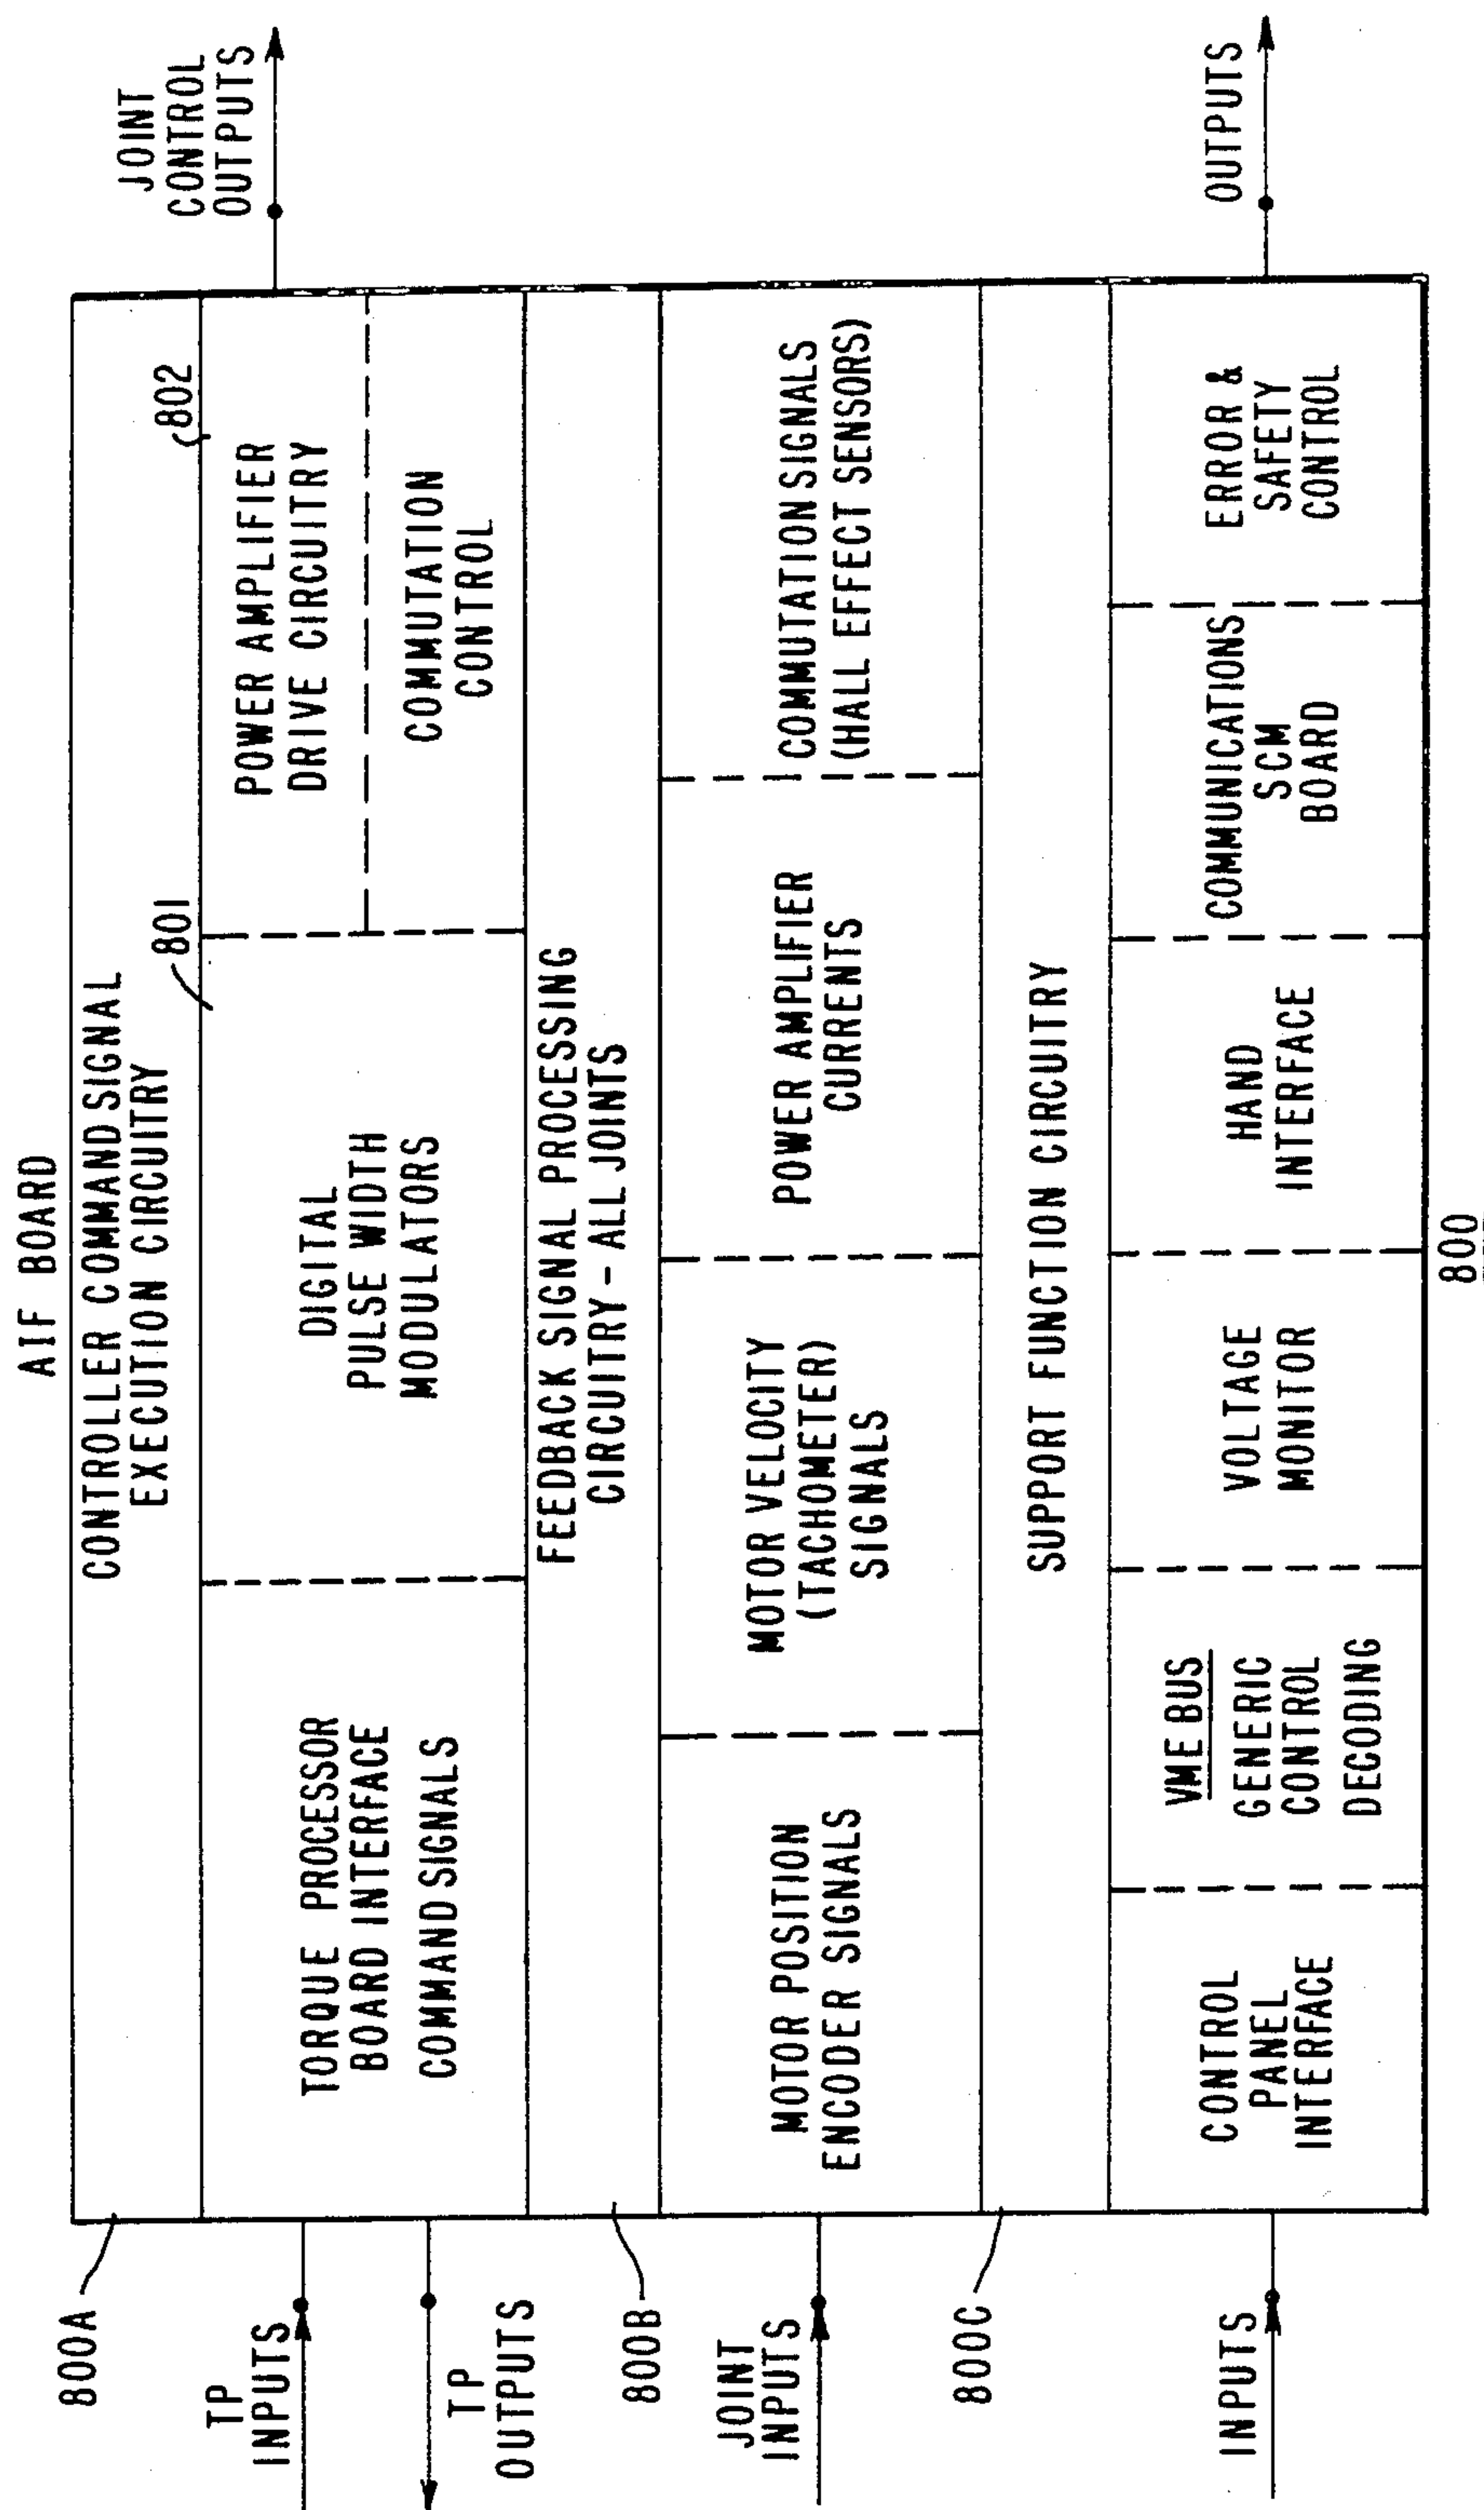 AIF BOARD
800A
CONTROLLER COMMAND SIGNAL
EXECUTION CIRCUITRY
801
802
TP
INPUTS
TP
OUTPUTS
TORQUE PROCESSOR
BOARD INTERFACE
COMMAND SIGNALS
DIGITAL
PULSE WIDTH
MODULATORS
POWER AMPLIFIER
DRIVE CIRCUITRY
COMMUTATION
CONTROL
JOINT
CONTROL
OUTPUTS
800B
FEEDBACK SIGNAL PROCESSING
CIRCUITRY - ALL JOINTS
JOINT
INPUTS
MOTOR POSITION
ENCODER SIGNALS
MOTOR VELOCITY
(TACHOMETER)
SIGNALS
POWER AMPLIFIER
CURRENTS
COMMUTATION SIGNALS
(HALL EFFECT SENSORS)
800C
SUPPORT FUNCTION CIRCUITRY
INPUTS
CONTROL
PANEL
INTERFACE
VME BUS
GENERIC
CONTROL
DECODING
VOLTAGE
MONITOR
HAND
INTERFACE
COMMUNICATIONS
SCM
BOARD
ERROR &
SAFETY
CONTROL
OUTPUTS
800